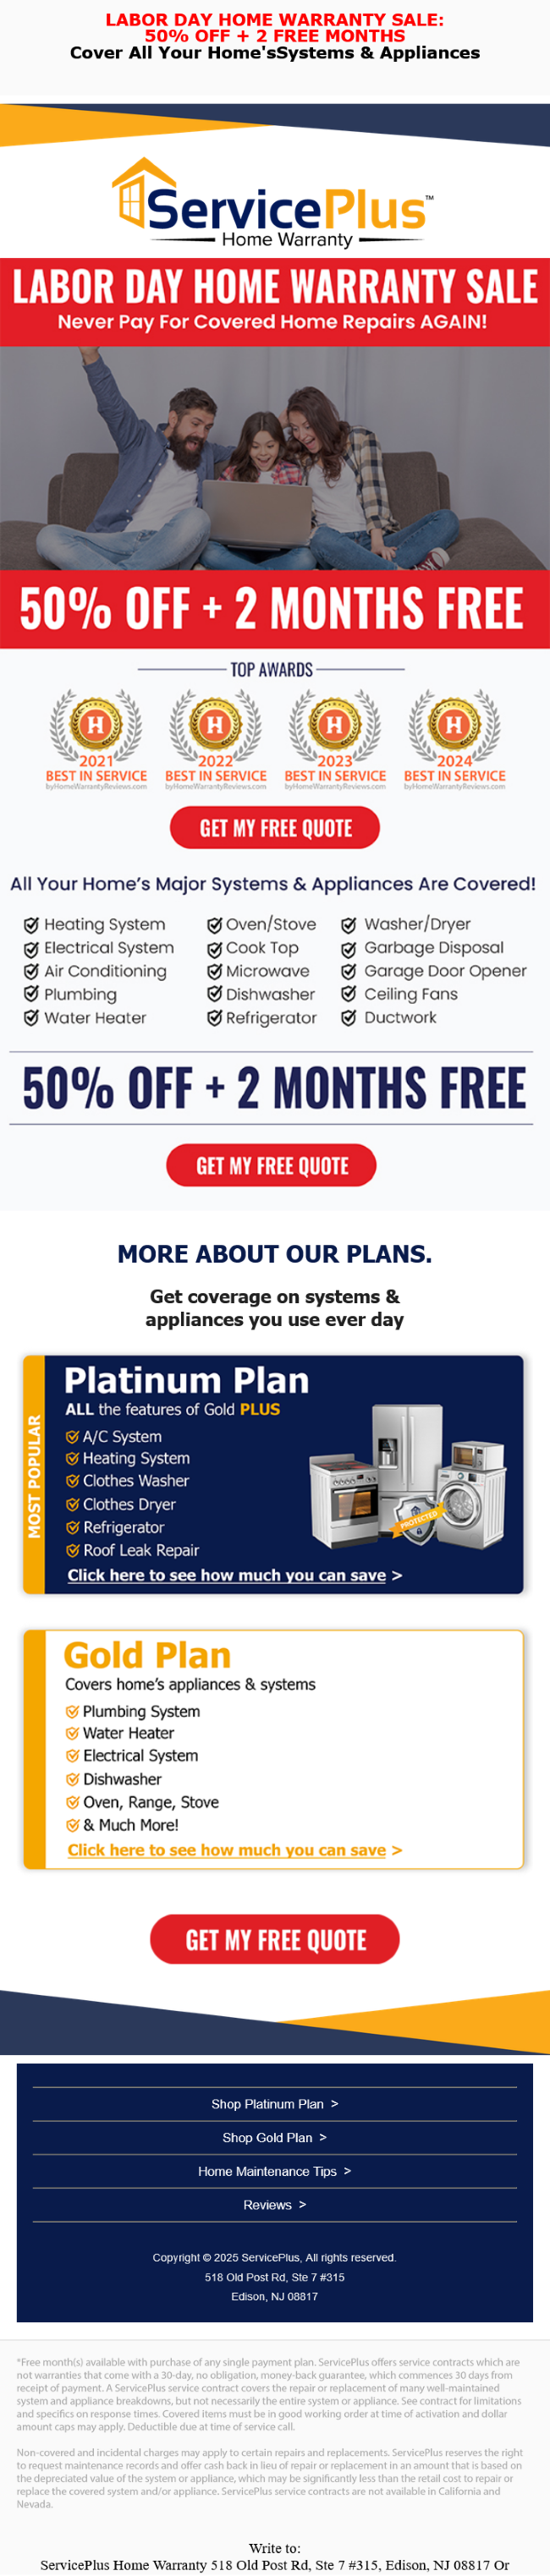 LABOR DAY HOME WARRANTY SALE:
50% OFF + 2 FREE MONTHS
Cover All Your Home'sSystems & Appliances
ServicePlus™
Home Warranty
LABOR DAY HOME WARRANTY SALE
Never Pay For Covered Home Repairs AGAIN!
50% OFF + 2 MONTHS FREE
TOP AWARDS
H H H H
2021 2022 2023 2024
BEST IN SERVICE BEST IN SERVICE BEST IN SERVICE BEST IN SERVICE
byHomeWarrantyReviews.com byHomeWarrantyReviews.com byHomeWarrantyReviews.com byHomeWarrantyReviews.com
GET MY FREE QUOTE
All Your Home's Major Systems & Appliances Are Covered!
Heating System Oven/Stove Washer/Dryer
Electrical System Cook Top Garbage Disposal
Air Conditioning Microwave Garage Door Opener
Plumbing Dishwasher Ceiling Fans
Water Heater Refrigerator Ductwork
50% OFF + 2 MONTHS FREE
GET MY FREE QUOTE
MORE ABOUT OUR PLANS.
Get coverage on systems &
appliances you use ever day
MOST POPULAR
Platinum Plan
ALL the features of Gold PLUS
A/C System
Heating System
Clothes Washer
Clothes Dryer
Refrigerator
Roof Leak Repair
PROTECTED
Click here to see how much you can save >
Gold Plan
Covers home's appliances & systems
Plumbing System
Water Heater
Electrical System
Dishwasher
Oven, Range, Stove
& Much More!
Click here to see how much you can save >
GET MY FREE QUOTE
Shop Platinum Plan >
Shop Gold Plan >
Home Maintenance Tips >
Reviews >
Copyright © 2025 ServicePlus, All rights reserved.
518 Old Post Rd, Ste 7 #315
Edison, NJ 08817
*Free month(s) available with purchase of any single payment plan. ServicePlus offers service contracts which are
not warranties that come with a 30-day, no obligation, money-back guarantee, which commences 30 days from
receipt of payment. A ServicePlus service contract covers the repair or replacement of many well-maintained
system and appliance breakdowns, but not necessarily the entire system or appliance. See contract for limitations
and specifics on response times. Covered items must be in good working order at time of activation and dollar
amount caps may apply. Deductible due at time of service call.
Non-covered and incidental charges may apply to certain repairs and replacements. ServicePlus reserves the right
to request maintenance records and offer cash back in lieu of repair or replacement in an amount that is based on
the depreciated value of the system or appliance, which may be significantly less than the retail cost to repair or
replace the covered system and/or appliance. ServicePlus service contracts are not available in California and
Nevada.
Write to:
ServicePlus Home Warranty 518 Old Post Rd, Ste 7 #315, Edison, NJ 08817 Or